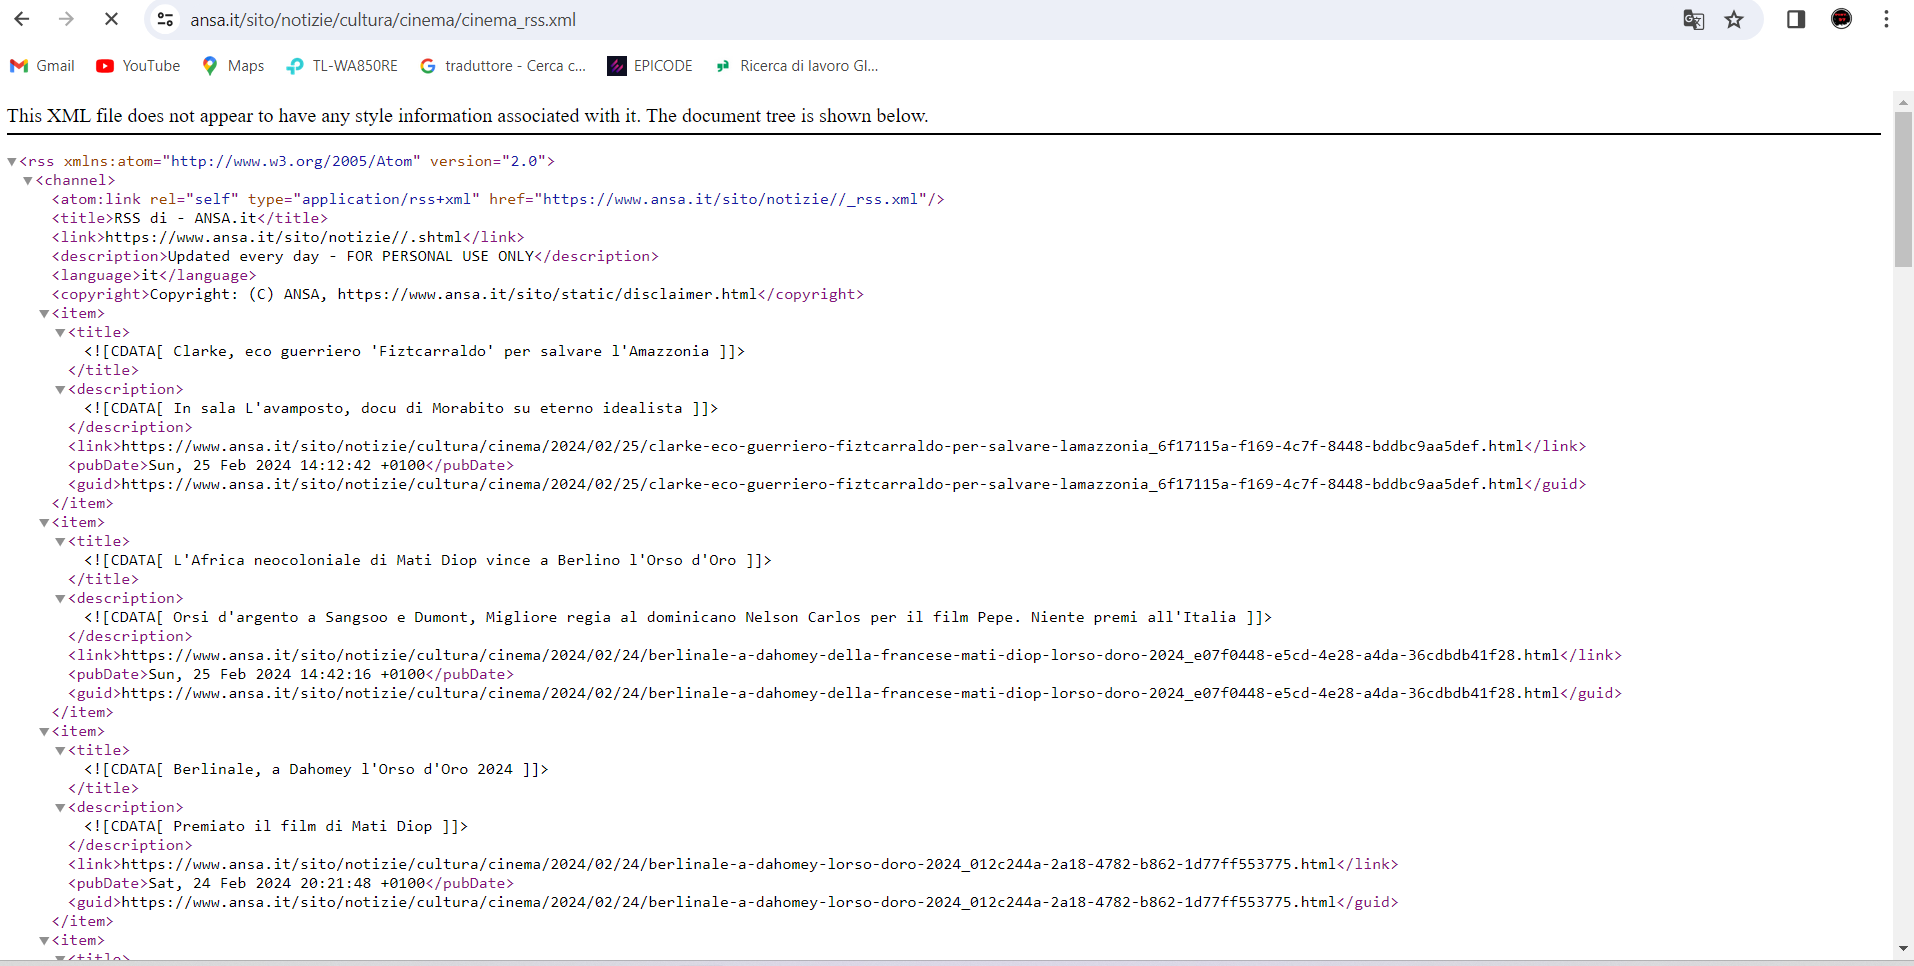 ansa.it/sito/notizie/cultura/cinema/cinema_rss.xml
Gmail YouTube Maps TL-WA850RE traduttore - Cerca c... EPICODE Ricerca di lavoro Gl...
This XML file does not appear to have any style information associated with it. The document tree is shown below.
<rss xmlns:atom="http://www.w3.org/2005/Atom" version="2.0">
<channel>
<atom:link rel="self" type="application/rss+xml" href="https://www.ansa.it/sito/notizie//_rss.xml"/>
<title>RSS di - ANSA.it</title>
<link>https://www.ansa.it/sito/notizie//.shtml</link>
<description>Updated every day - FOR PERSONAL USE ONLY</description>
<language>it</language>
<copyright>Copyright: (C) ANSA, https://www.ansa.it/sito/static/disclaimer.html</copyright>
<item>
<title>
<![CDATA[ Clarke, eco guerriero 'Fiztcarraldo' per salvare l'Amazzonia ]]>
</title>
<description>
<![CDATA[ In sala L'avamposto, docu di Morabito su eterno idealista ]]>
</description>
<link>https://www.ansa.it/sito/notizie/cultura/cinema/2024/02/25/clarke-eco-guerriero-fiztcarraldo-per-salvare-lamazzonia_6f17115a-f169-4c7f-8448-bddbc9aa5def.html</link>
<pubDate>Sun, 25 Feb 2024 14:12:42 +0100</pubDate>
<guid>https://www.ansa.it/sito/notizie/cultura/cinema/2024/02/25/clarke-eco-guerriero-fiztcarraldo-per-salvare-lamazzonia_6f17115a-f169-4c7f-8448-bddbc9aa5def.html</guid>
</item>
<item>
<title>
<![CDATA[ L'Africa neocoloniale di Mati Diop vince a Berlino l'Orso d'Oro ]]>
</title>
<description>
<![CDATA[ Orsi d'argento a Sangsoo e Dumont, Migliore regia al dominicano Nelson Carlos per il film Pepe. Niente premi all'Italia ]]>
</description>
<link>https://www.ansa.it/sito/notizie/cultura/cinema/2024/02/24/berlinale-a-dahomey-della-francese-mati-diop-lorso-doro-2024_e07f0448-e5cd-4e28-a4da-36cdbdb41f28.html</link>
<pubDate>Sun, 25 Feb 2024 14:42:16 +0100</pubDate>
<guid>https://www.ansa.it/sito/notizie/cultura/cinema/2024/02/24/berlinale-a-dahomey-della-francese-mati-diop-lorso-doro-2024_e07f0448-e5cd-4e28-a4da-36cdbdb41f28.html</guid>
</item>
<item>
<title>
<![CDATA[ Berlinale, a Dahomey l'Orso d'Oro 2024 ]]>
</title>
<description>
<![CDATA[ Premiato il film di Mati Diop ]]>
</description>
<link>https://www.ansa.it/sito/notizie/cultura/cinema/2024/02/24/berlinale-a-dahomey-lorso-doro-2024_012c244a-2a18-4782-b862-1d77ff553775.html</link>
<pubDate>Sat, 24 Feb 2024 20:21:48 +0100</pubDate>
<guid>https://www.ansa.it/sito/notizie/cultura/cinema/2024/02/24/berlinale-a-dahomey-lorso-doro-2024_012c244a-2a18-4782-b862-1d77ff553775.html</guid>
</item>
<item>
<title>